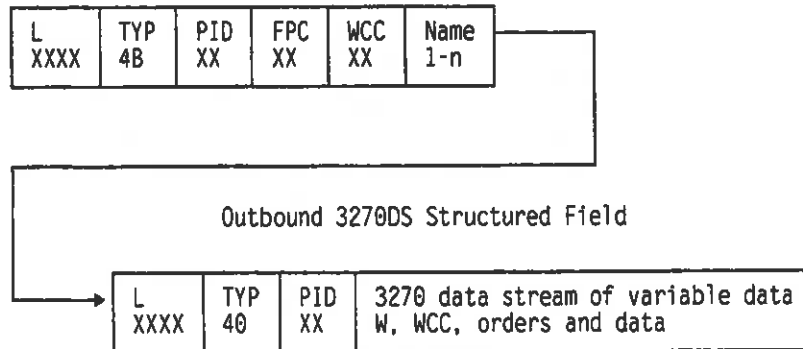 L TYP PID FPC WCC Name
XXXX 4B XX XX XX 1-n
Outbound 3270DS Structured Field
L TYP PID 3270 data stream of variable data
XXXX 40 XX W, WCC, orders and data